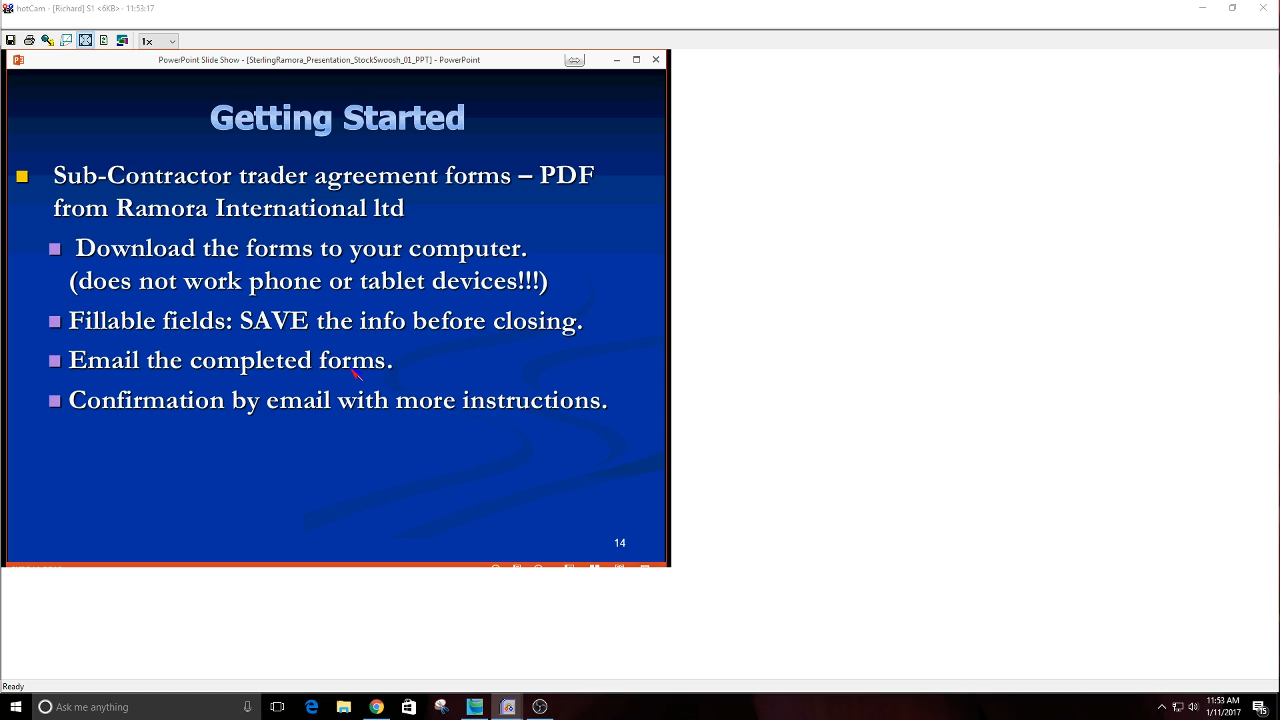 hotCam - [Richard] S1 <6KB> - 11:53:17
1x
PowerPoint Slide Show - [SterlingRamora_Presentation_StockSwoosh_01_PPT] - PowerPoint
Getting Started
Sub-Contractor trader agreement forms – PDF
from Ramora International ltd
Download the forms to your computer.
(does not work phone or tablet devices!!!)
Fillable fields: SAVE the info before closing.
Email the completed forms.
Confirmation by email with more instructions.
14
Ready
Ask me anything
11:53 AM
1/11/2017